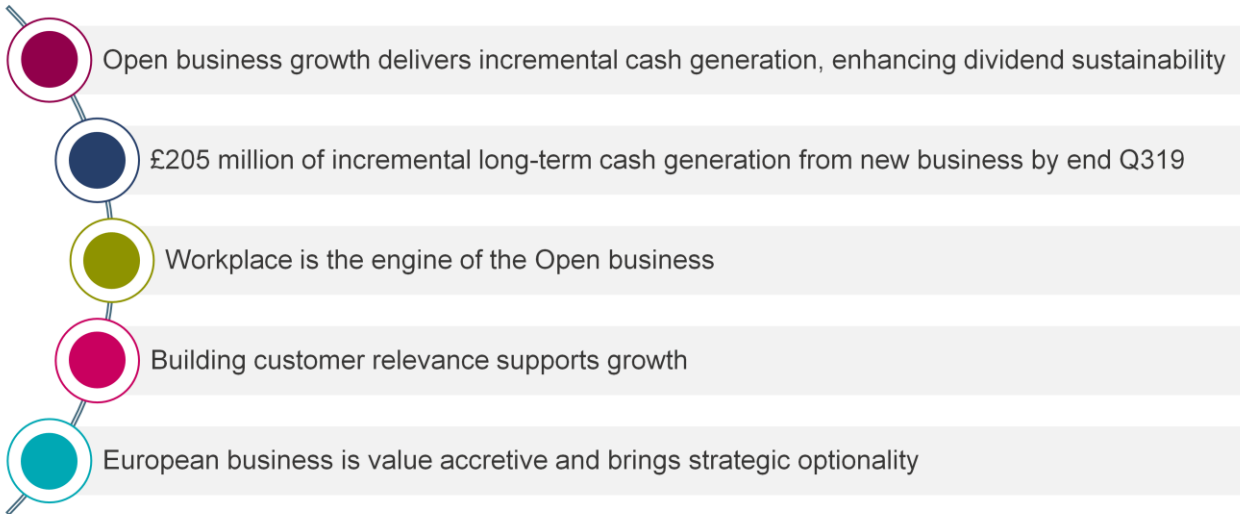 Open business growth delivers incremental cash generation, enhancing dividend sustainability
£205 million of incremental long-term cash generation from new business by end Q319
Workplace is the engine of the Open business
Building customer relevance supports growth
European business is value accretive and brings strategic optionality